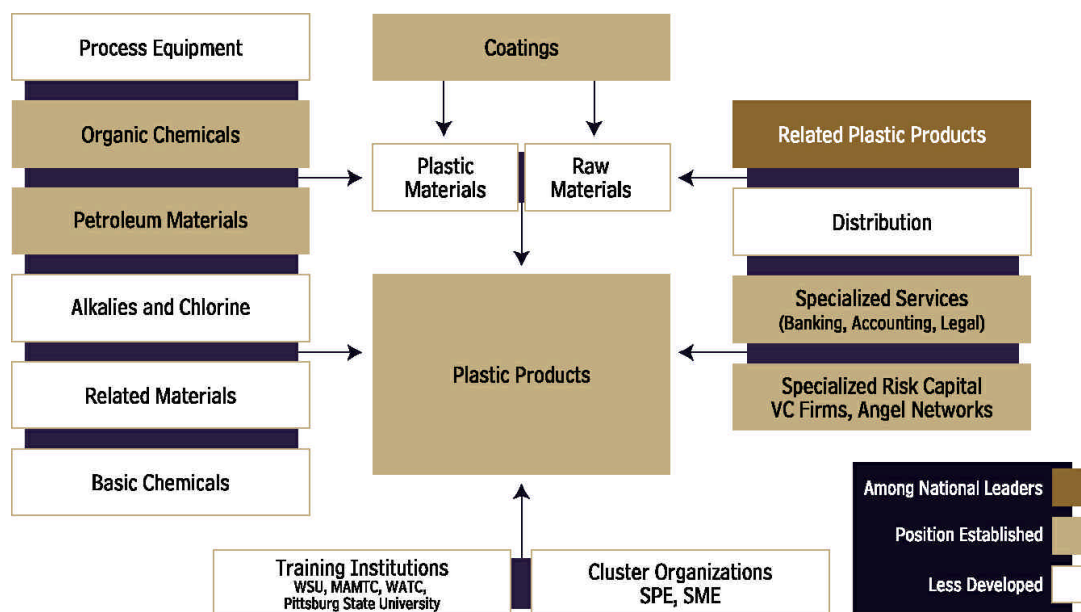 Process Equipment
Organic Chemicals
Petroleum Materials
Alkalies and Chlorine
Related Materials
Basic Chemicals
Coatings
Plastic
Materials
Raw
Materials
Plastic Products
Related Plastic Products
Distribution
Specialized Services
(Banking, Accounting, Legal)
Specialized Risk Capital
VC Firms, Angel Networks
Training Institutions
WSU, MAMTC, WATC,
Pittsburg State University
Cluster Organizations
SPE, SME
Among National Leaders
Position Established
Less Developed